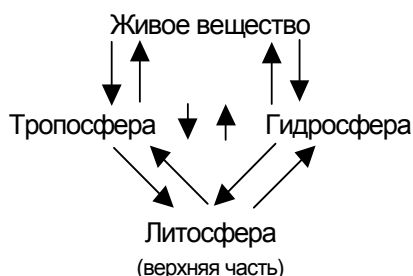 Живое вещество
Тропосфера Гидросфера
Литосфера
(верхняя часть)